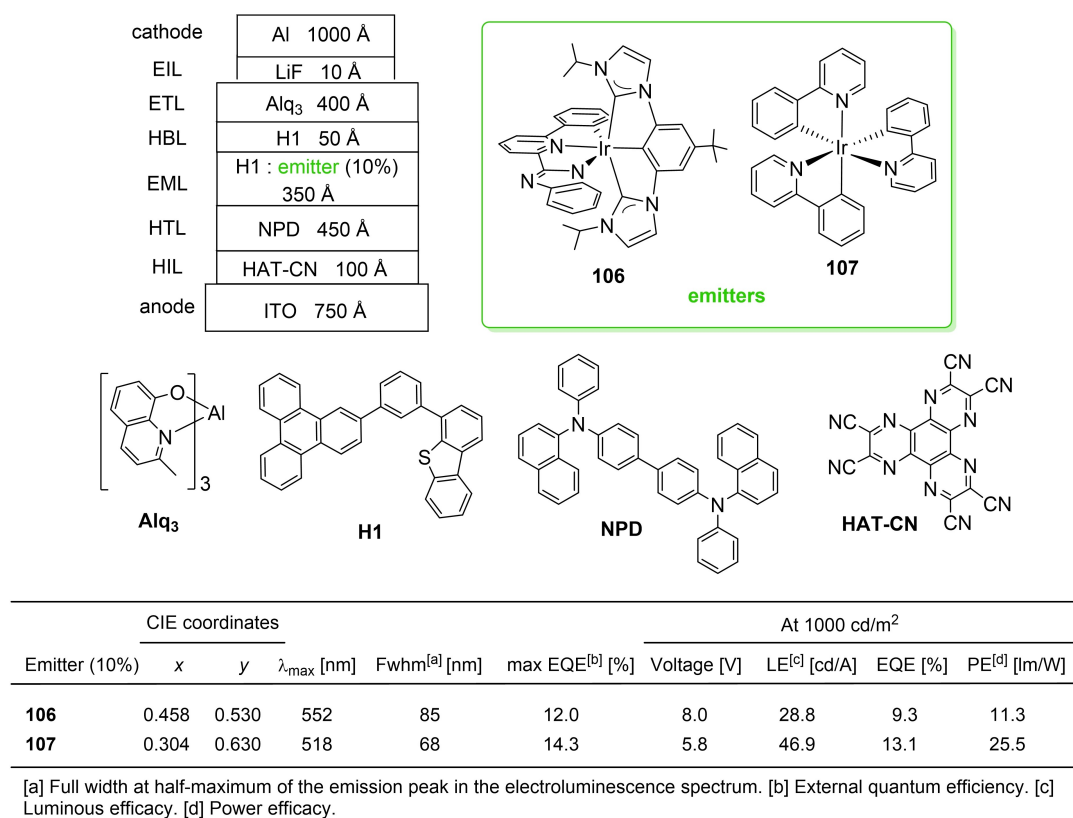 cathode
Al 1000 Å
EIL
LiF 10 Å
ETL
Alq3 400 Å
HBL
H1 50 Å
EML
H1 : emitter (10%)
350 Å
HTL
NPD 450 Å
HIL
HAT-CN 100 Å
anode
ITO 750 Å
N
N
N
Ir
N
N
N
N
N
106
N
Ir
N
N
107
emitters
O
Al
N
3
Alq3
S
H1
N
N
NPD
CN
CN
N
N
NC
N
N
NC
N
N
CN
CN
HAT-CN
CIE coordinates
At 1000 cd/m2
Emitter (10%) x y λmax [nm] Fwhm[a] [nm] max EQE[b] [%] Voltage [V] LE[c] [cd/A] EQE [%] PE[d] [lm/W]
106 0.458 0.530 552 85 12.0 8.0 28.8 9.3 11.3
107 0.304 0.630 518 68 14.3 5.8 46.9 13.1 25.5
[a] Full width at half-maximum of the emission peak in the electroluminescence spectrum. [b] External quantum efficiency. [c]
Luminous efficacy. [d] Power efficacy.